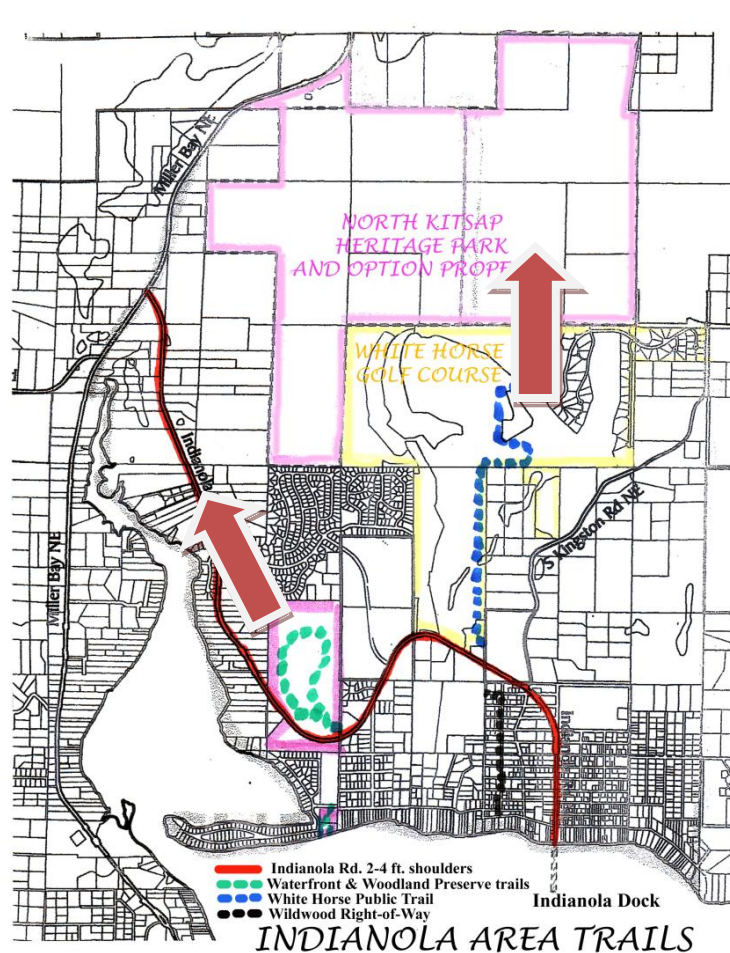 Miller Bay NE
NORTH KITSAP
HERITAGE PARK
AND OPTION PROPE
WHITE HORSE
GOLF COURSE
Indianola
S Kingston Rd NE
Miller Bay NE
Indiana
Indianola Rd. 2-4 ft. shoulders
Waterfront & Woodland Preserve trails
White Horse Public Trail
Wildwood Right-of-Way
Indianola Dock
INDIANOLA AREA TRAILS